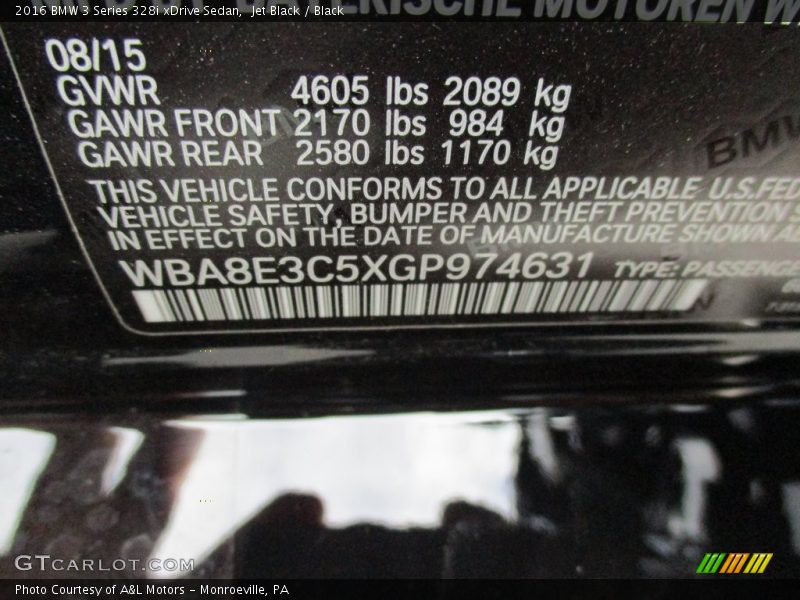 2016 BMW 3 Series 328i xDrive Sedan, Jet Black / Black
MOTOREN
08/15
GVWR 4605 lbs 2089 kg
GAWR FRONT 2170 lbs 984 kg
GAWR REAR 2580 lbs 1170 kg
BMW
THIS VEHICLE CONFORMS TO ALL APPLICABLE U.S.FED
VEHICLE SAFETY, BUMPER AND THEFT PREVENTION S
IN EFFECT ON THE DATE OF MANUFACTURE SHOWN A
WBA8E3C5XGP974631 TYPE: PASSENGE
GTCARLOT.COM
Photo Courtesy of A&L Motors - Monroeville, PA